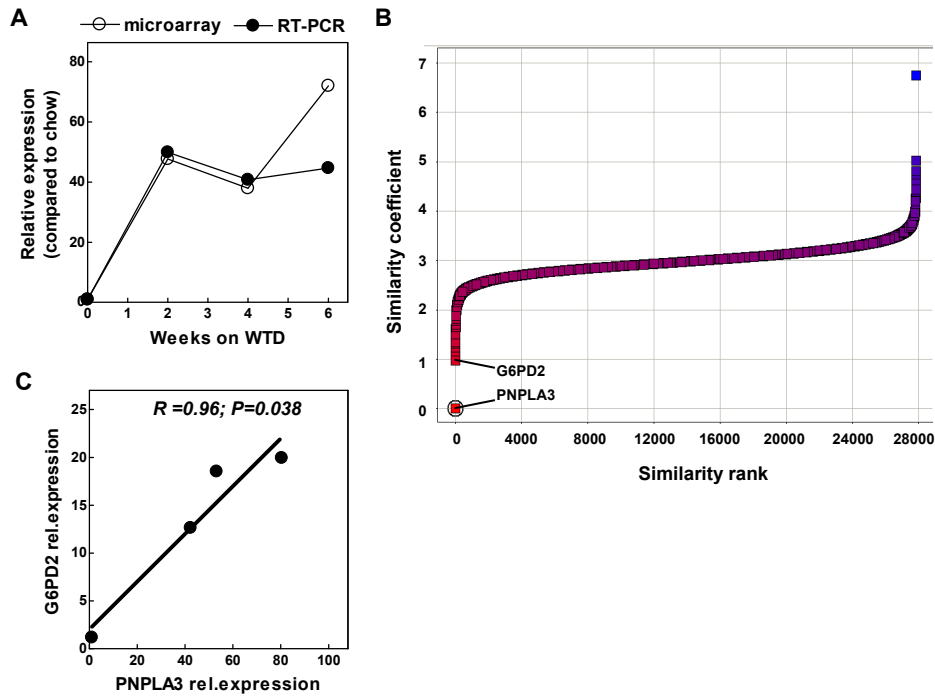 A
microarray
RT-PCR
Relative expression
(compared to chow)
80
60
40
20
0
0
1
2
3
4
5
6
Weeks on WTD
B
Similarity coefficient
7
6
5
4
3
2
1
0
G6PD2
PNPLA3
0
4000
8000
12000
16000
20000
24000
28000
Similarity rank
C
R =0.96; P=0.038
G6PD2 rel.expression
25
20
15
10
5
0
0
20
40
60
80
100
PNPLA3 rel.expression